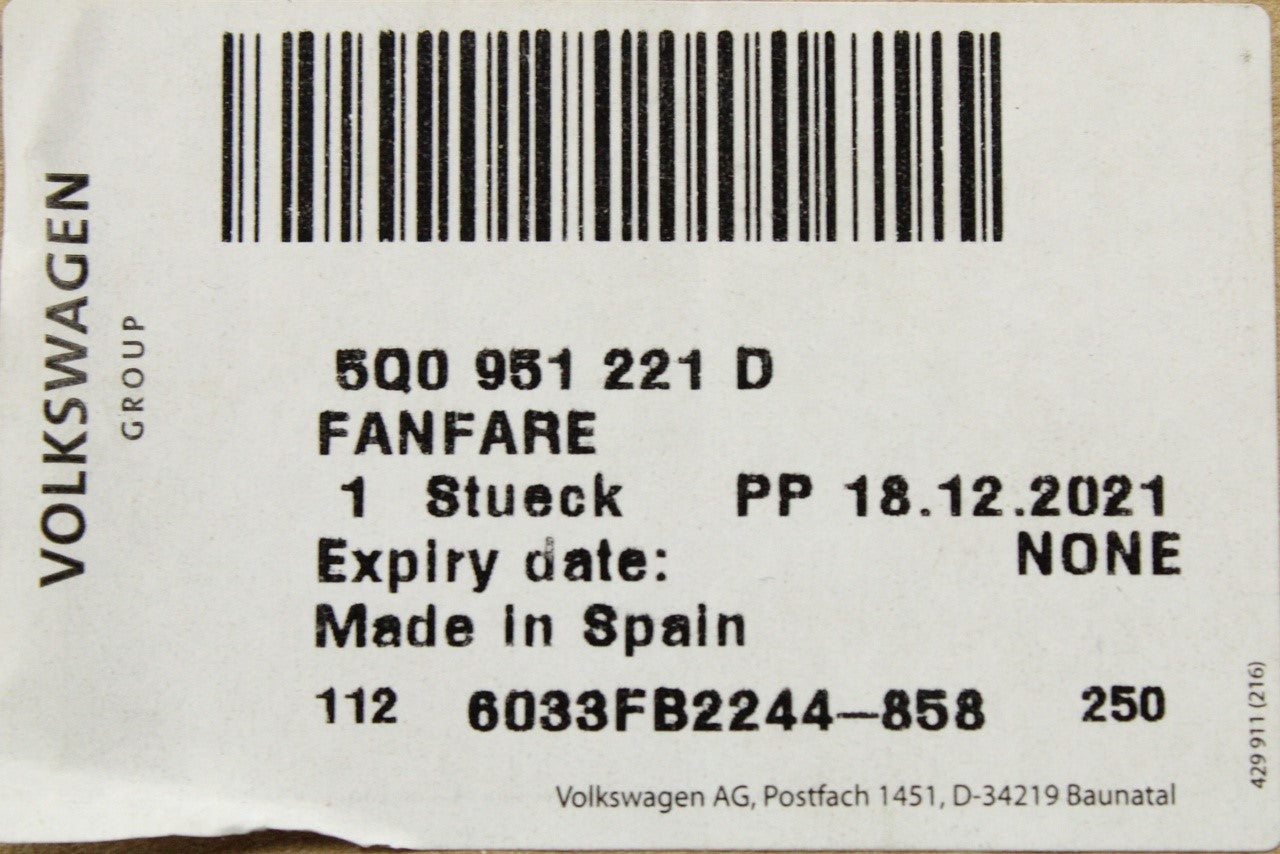 VOLKSWAGEN
GROUP
5Q0 951 221 D
FANFARE
1 Stueck PP 18.12.2021
Expiry date: NONE
Made in Spain
112 6033FB2244-858 250
Volkswagen AG, Postfach 1451, D-34219 Baunatal
429 911 (216)